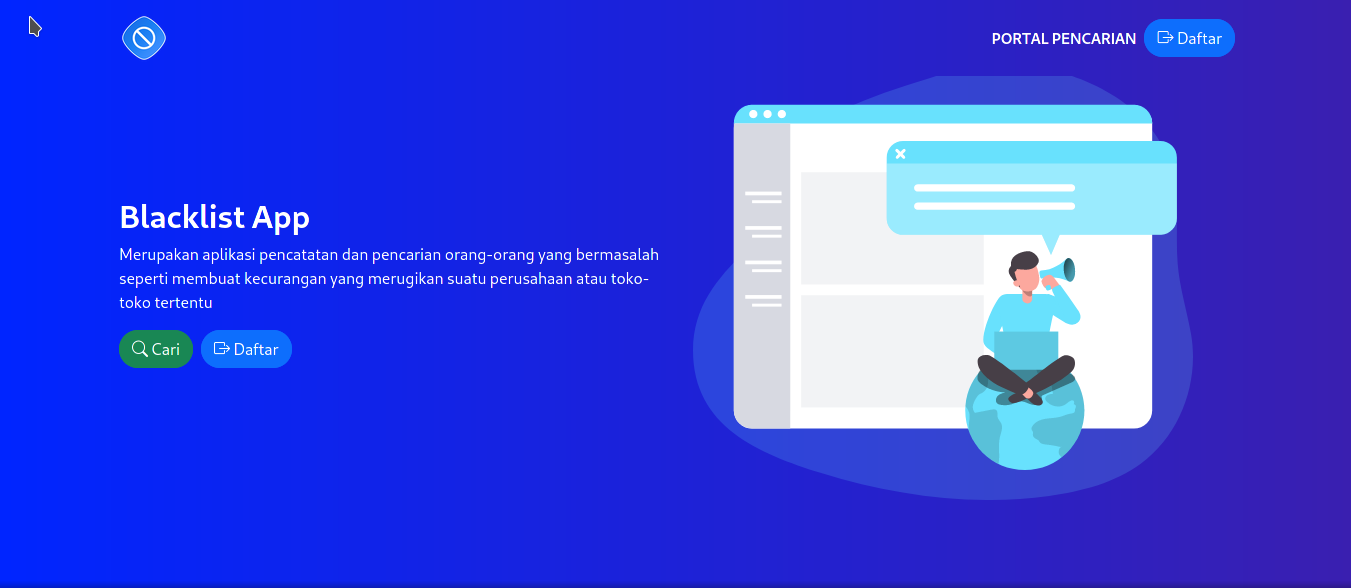 PORTAL PENCARIAN
Daftar
Blacklist App
Merupakan aplikasi pencatatan dan pencarian orang-orang yang bermasalah
seperti membuat kecurangan yang merugikan suatu perusahaan atau toko-
toko tertentu
Cari
Daftar